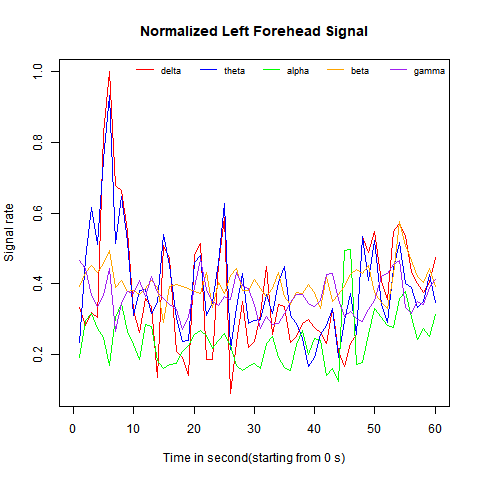 Normalized Left Forehead Signal
delta theta alpha beta gamma
Signal rate
1.0
0.8
0.6
0.4
0.2
0 10 20 30 40 50 60
Time in second(starting from 0 s)